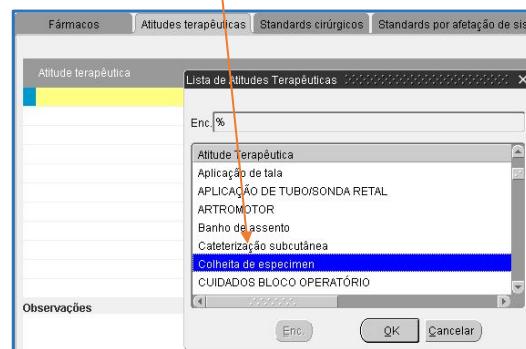 Fármacos Atitudes terapêuticas Standards cirúrgicos Standards por afetação de sis
Atitude terapêutica
Lista de Atitudes Terapêuticas
Enc. %
Atitude Terapêutica
Aplicação de tala
APLICAÇÃO DE TUBO/SONDA RETAL
ARTROMOTOR
Banho de assento
Cateterização subcutânea
Colheita de especimen
CUIDADOS BLOCO OPERATÓRIO
Observações
Enc. OK Cancelar